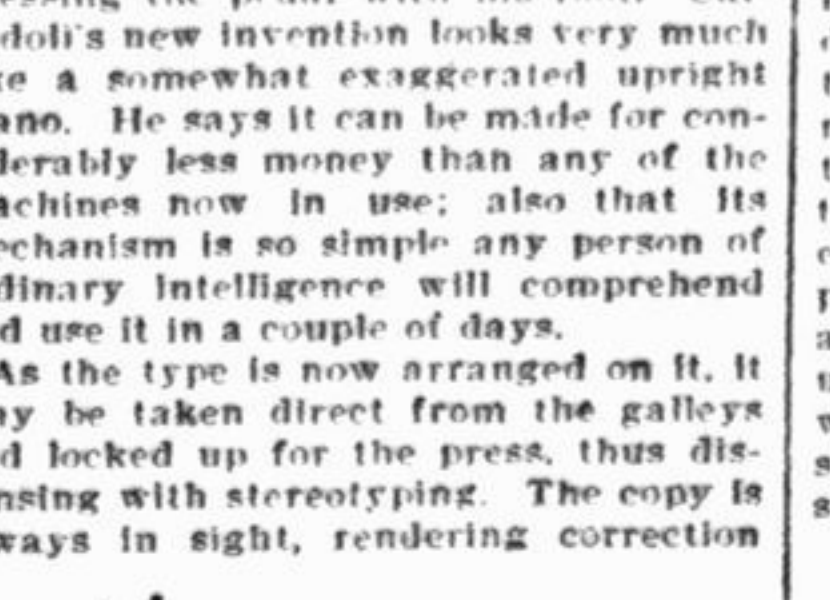 doli's new invention looks very much
ke a somewhat exaggerated upright
ano. He says it can be made for con-
derably less money than any of the
achines now in use; also that its
echanism is so simple any person of
dinary intelligence will comprehend
d use it in a couple of days.
As the type is now arranged on it, it
ay be taken direct from the galleys
d locked up for the press, thus dis-
nsing with stereotyping. The copy is
ways in sight, rendering correction